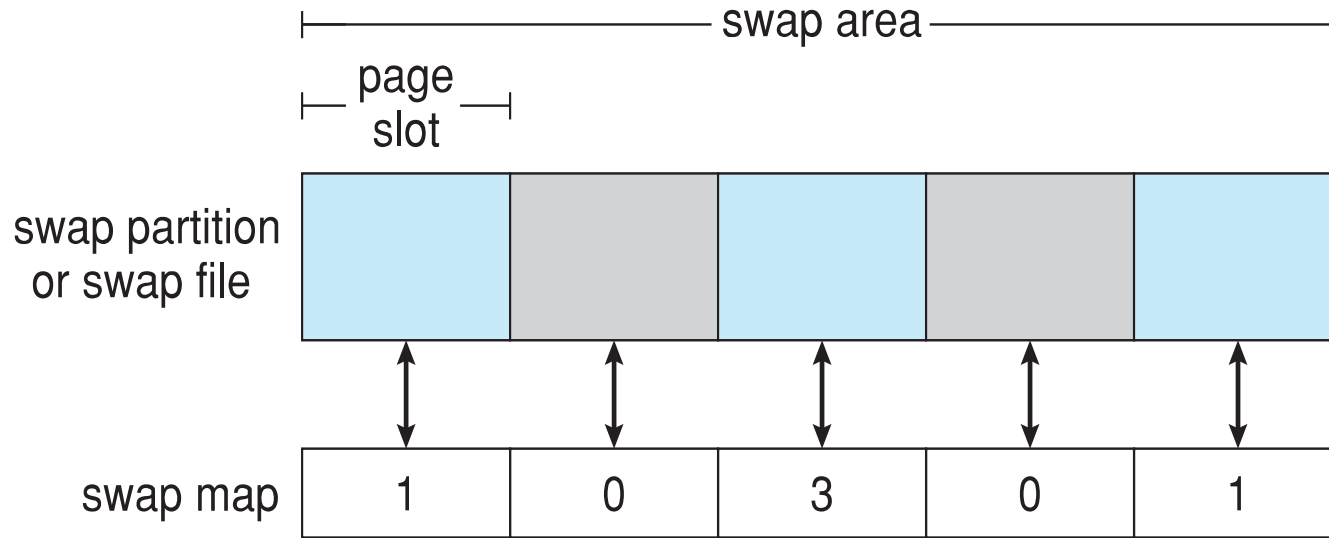 swap area
page
slot
swap partition
or swap file
swap map 1 0 3 0 1